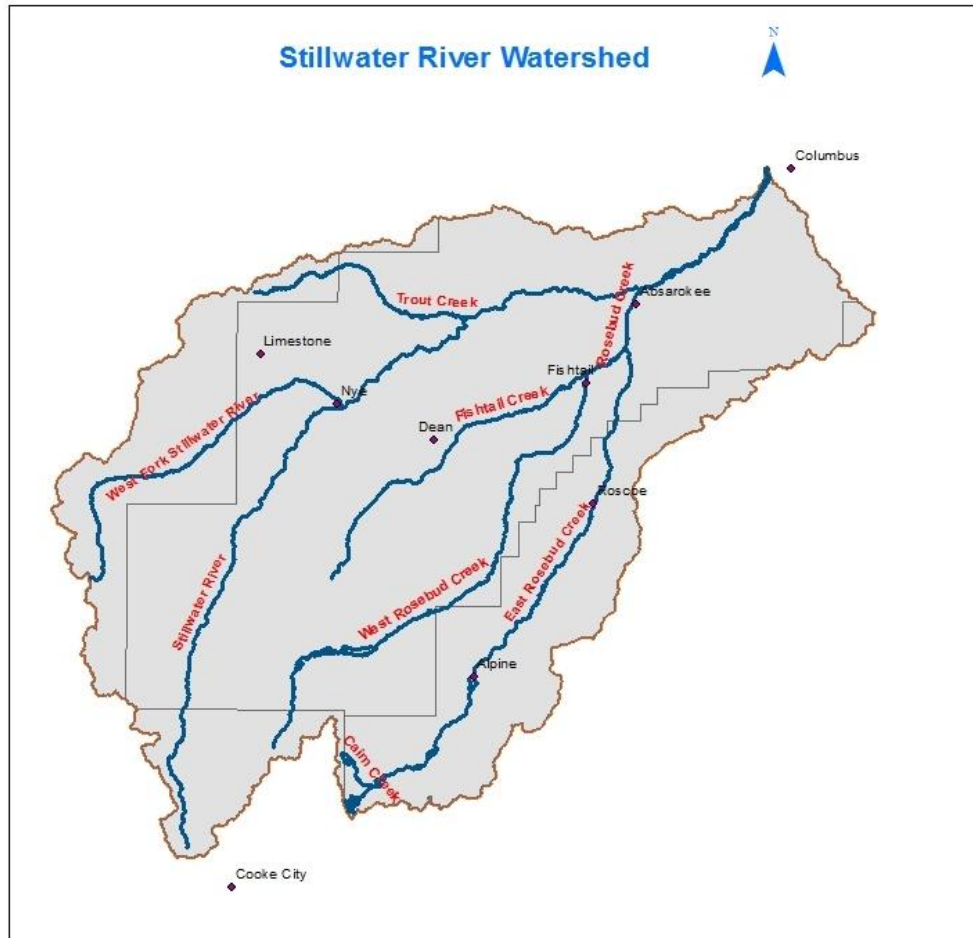 N
Stillwater River Watershed
Columbus
Rosebud Creek
Trout Creek
Absarokee
Limestone
Fishtail
Nye
Fishtail Creek
West Fork Stillwater River
Dean
Roscoe
East Rosebud Creek
Stillwater River
West Rosebud Creek
Alpine
Calm Creek
Cooke City